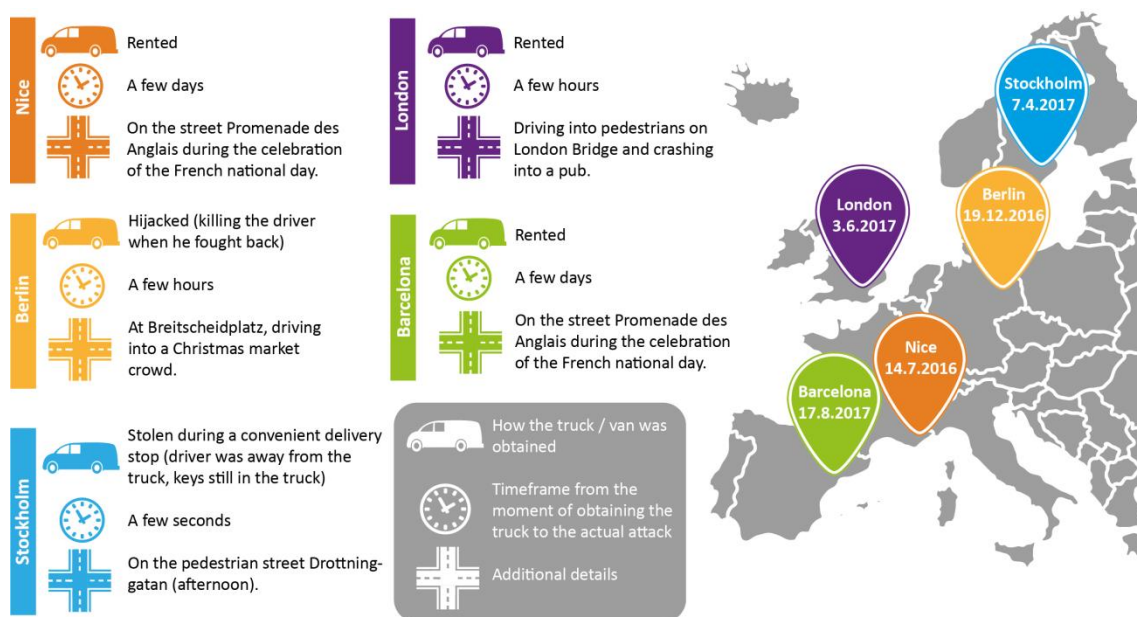 Nice
Rented
A few days
On the street Promenade des
Anglais during the celebration
of the French national day.
London
Rented
A few hours
Driving into pedestrians on
London Bridge and crashing
into a pub.
Berlin
Hijacked (killing the driver
when he fought back)
A few hours
At Breitscheidplatz, driving
into a Christmas market
crowd.
Barcelona
Rented
A few days
On the street Promenade des
Anglais during the celebration
of the French national day.
Stockholm
Stolen during a convenient delivery
stop (driver was away from the
truck, keys still in the truck)
A few seconds
On the pedestrian street Drottning-
gatan (afternoon).
How the truck / van was
obtained
Timeframe from the
moment of obtaining the
truck to the actual attack
Additional details
Stockholm
7.4.2017
London
3.6.2017
Berlin
19.12.2016
Nice
14.7.2016
Barcelona
17.8.2017